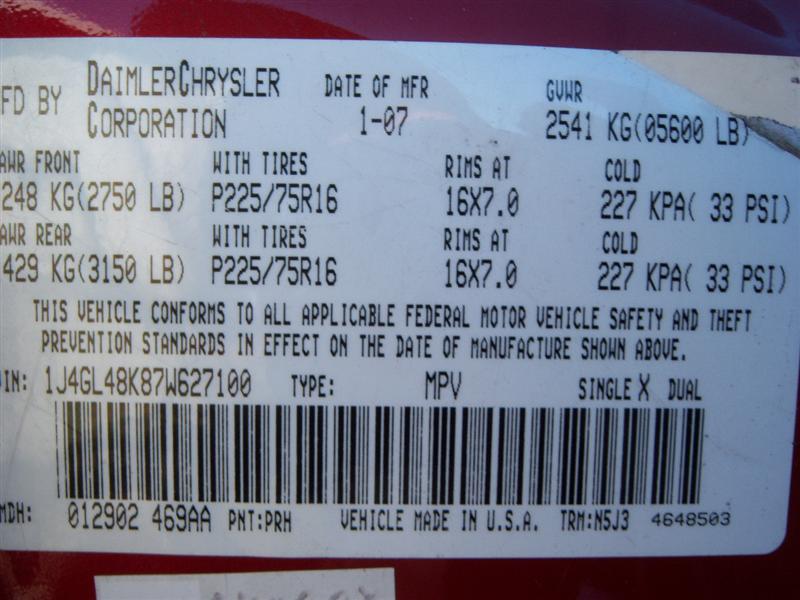 FD BY DAIMLERCHRYSLER CORPORATION DATE OF MFR 1-07 GVWR 2541 KG(05600 LB)
AWR FRONT WITH TIRES RIMS AT COLD
248 KG(2750 LB) P225/75R16 16X7.0 227 KPA( 33 PSI)
AWR REAR WITH TIRES RIMS AT COLD
429 KG(3150 LB) P225/75R16 16X7.0 227 KPA( 33 PSI)
THIS VEHICLE CONFORMS TO ALL APPLICABLE FEDERAL MOTOR VEHICLE SAFETY AND THEFT
PREVENTION STANDARDS IN EFFECT ON THE DATE OF MANUFACTURE SHOWN ABOVE.
IN: 1J4GL48K87W627100 TYPE: MPV SINGLE X DUAL
MDH: 012902 469AA PNT:PRH VEHICLE MADE IN U.S.A. TRM:N5J3 4648503